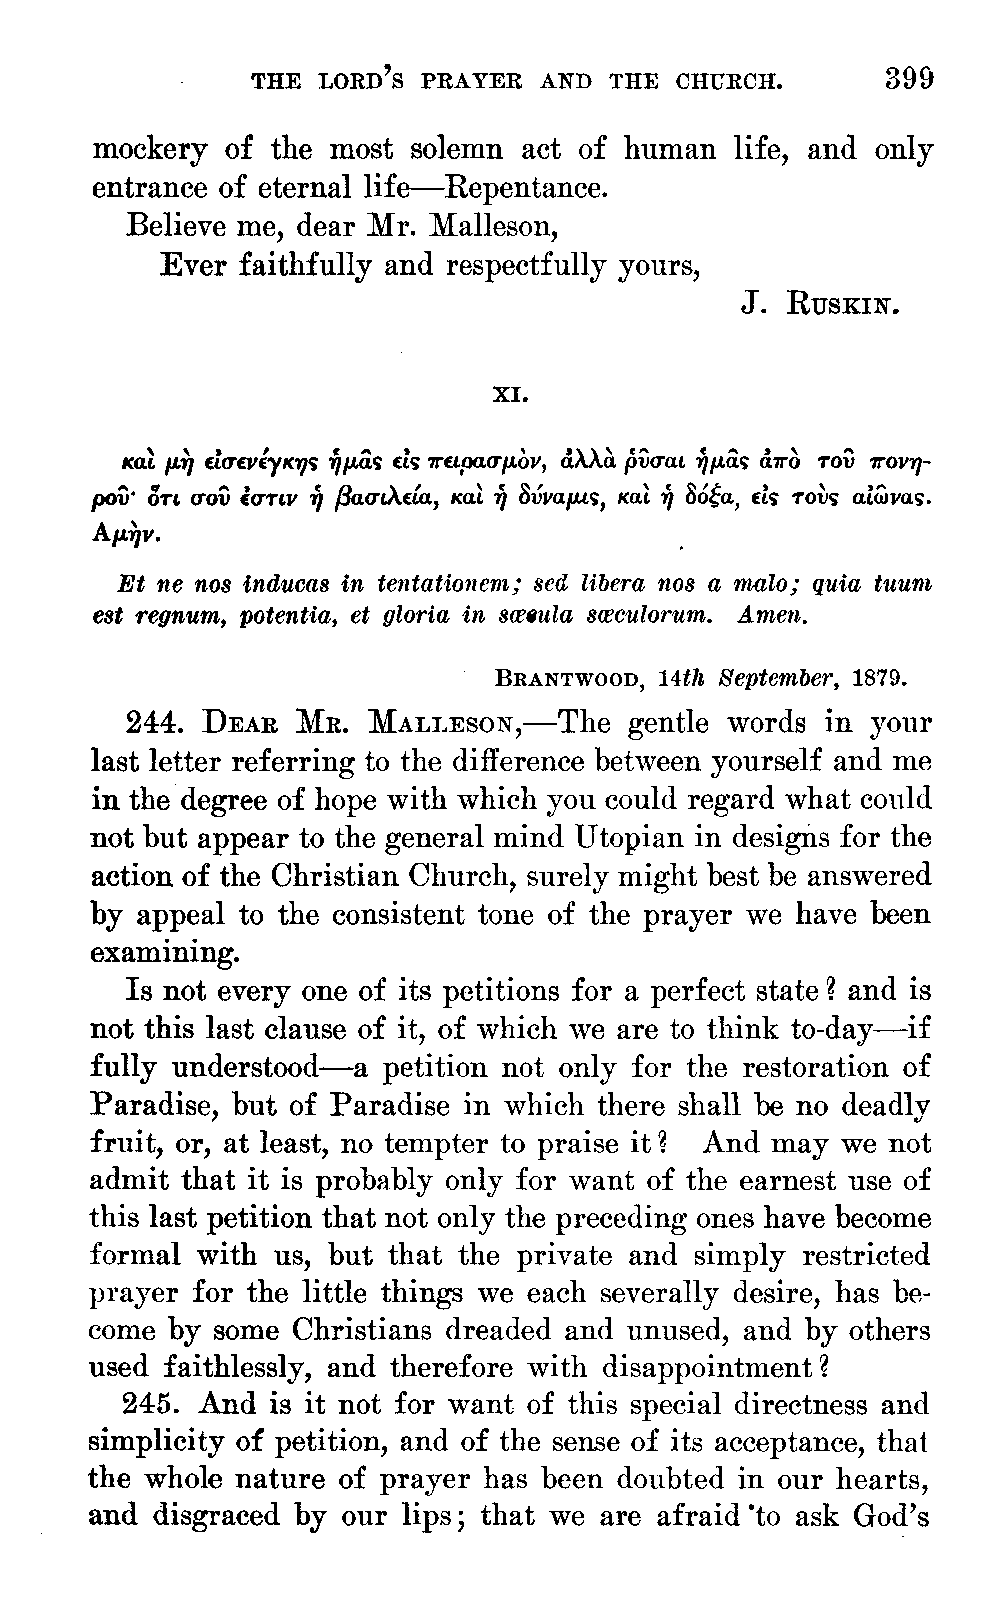 THE LORD'S PRAYER AND THE CHURCH. 399
mockery of the most solemn act of human life, and only
entrance of eternal life—Repentance.
Believe me, dear Mr. Malleson,
Ever faithfully and respectfully yours,
J. RUSKIN.
XI.
καὶ μὴ εἰσενέγκῃς ἡμᾶς εἰς πειρασμὸν, ἀλλὰ ῥῦσαι ἡμᾶς ἀπὸ τοῦ πονη-
ροῦ· ὅτι σοῦ ἐστιν ἡ βασιλεία, καὶ ἡ δύναμις, καὶ ἡ δόξα, εἰς τοὺς αἰῶνας.
Αμὴν.
Et ne nos inducas in tentationem; sed libera nos a malo; quia tuum
est regnum, potentia, et gloria in sæcula sæculorum. Amen.
BRANTWOOD, 14th September, 1879.
244. DEAR MR. MALLESON,—The gentle words in your
last letter referring to the difference between yourself and me
in the degree of hope with which you could regard what could
not but appear to the general mind Utopian in designs for the
action of the Christian Church, surely might best be answered
by appeal to the consistent tone of the prayer we have been
examining.
Is not every one of its petitions for a perfect state? and is
not this last clause of it, of which we are to think to-day—if
fully understood—a petition not only for the restoration of
Paradise, but of Paradise in which there shall be no deadly
fruit, or, at least, no tempter to praise it? And may we not
admit that it is probably only for want of the earnest use of
this last petition that not only the preceding ones have become
formal with us, but that the private and simply restricted
prayer for the little things we each severally desire, has be-
come by some Christians dreaded and unused, and by others
used faithlessly, and therefore with disappointment?
245. And is it not for want of this special directness and
simplicity of petition, and of the sense of its acceptance, that
the whole nature of prayer has been doubted in our hearts,
and disgraced by our lips; that we are afraid to ask God's